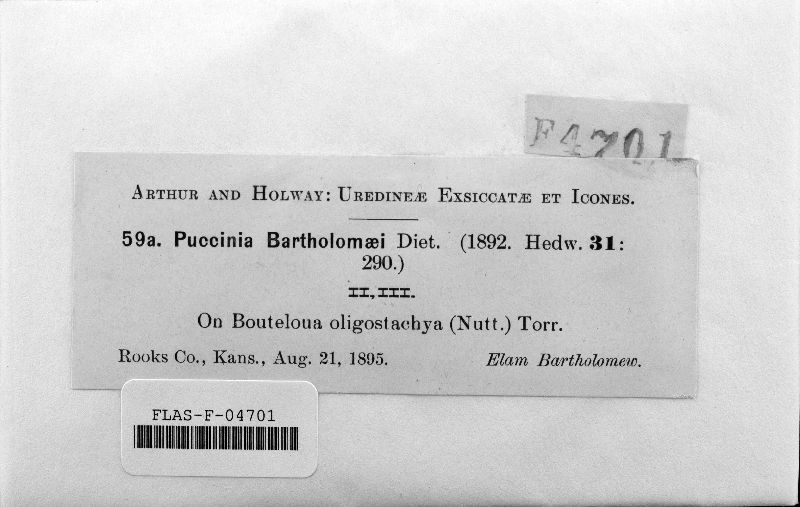 F4701
ARTHUR AND HOLWAY: UREDINEÆ EXSICCATÆ ET ICONES.
59a. Puccinia Bartholomæi Diet. (1892. Hedw. 31:
290.)
II, III.
On Bouteloua oligostachya (Nutt.) Torr.
Rooks Co., Kans., Aug. 21, 1895. Elam Bartholomew.
FLAS-F-04701